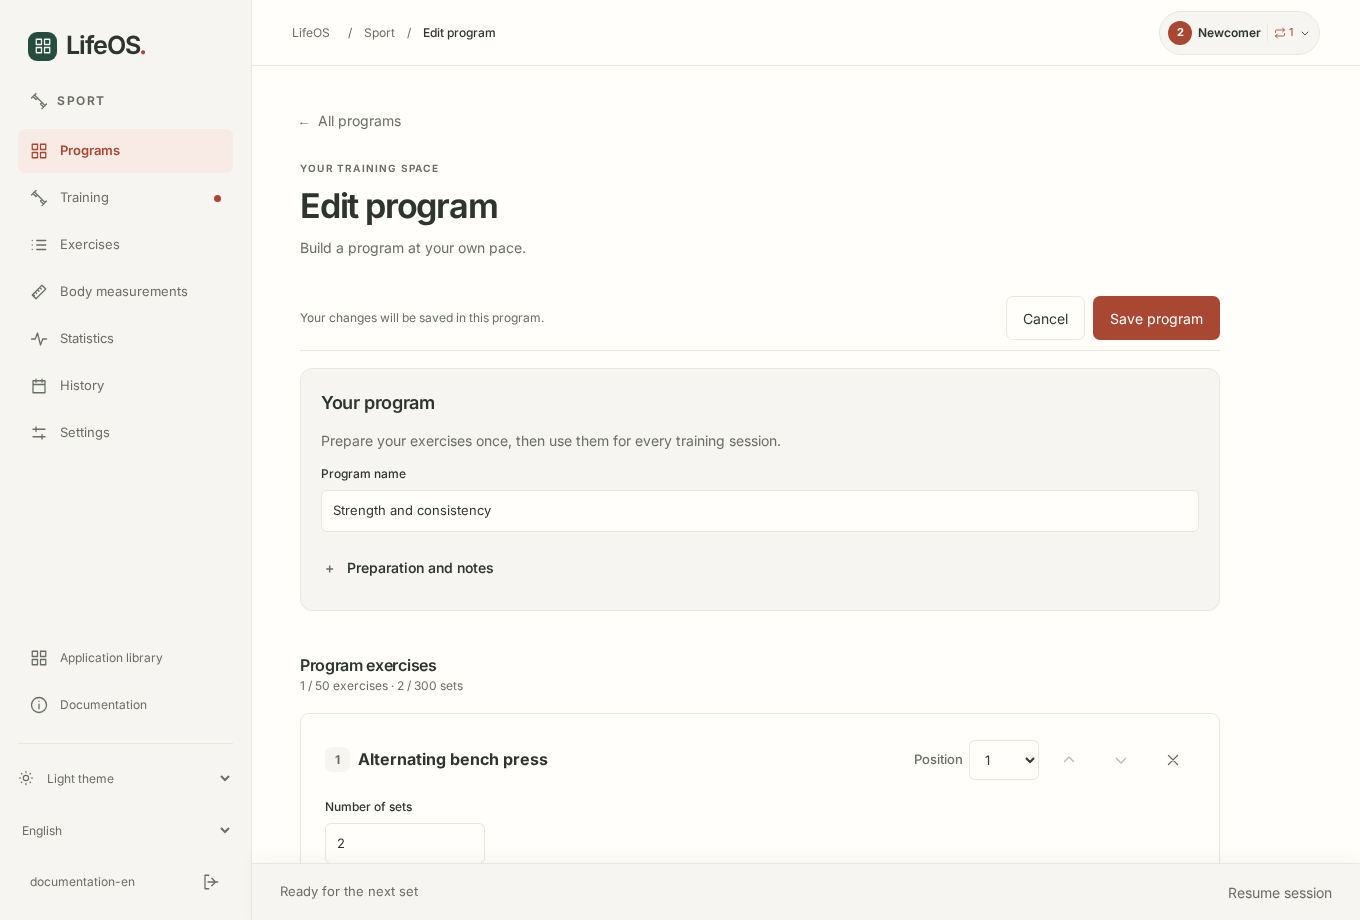 LifeOS.
SPORT
Programs
Training
Exercises
Body measurements
Statistics
History
Settings
Application library
Documentation
Light theme
English
documentation-en
LifeOS / Sport / Edit program
2 Newcomer 1
← All programs
YOUR TRAINING SPACE
Edit program
Build a program at your own pace.
Your changes will be saved in this program.
Cancel
Save program
Your program
Prepare your exercises once, then use them for every training session.
Program name
Strength and consistency
+ Preparation and notes
Program exercises
1 / 50 exercises · 2 / 300 sets
1 Alternating bench press
Position 1
Number of sets
2
Ready for the next set
Resume session